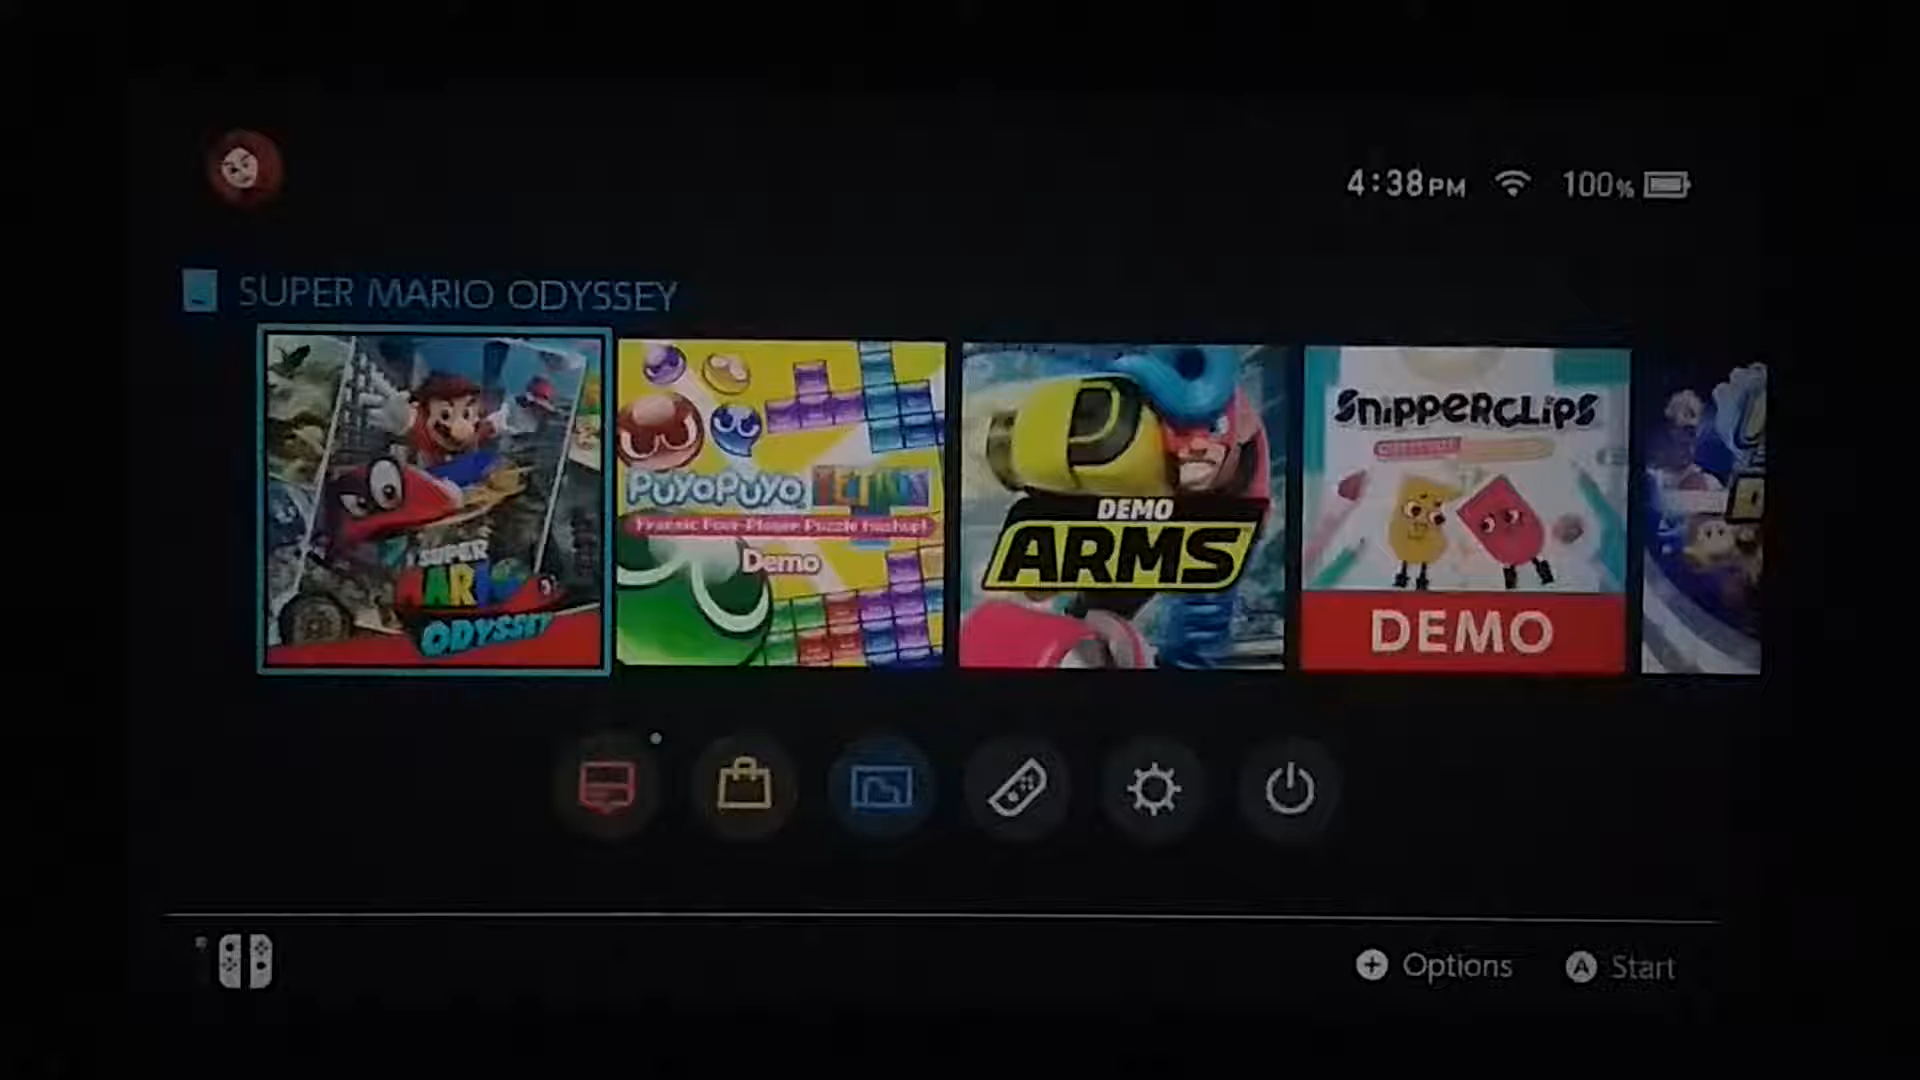 4:38PM 100%
SUPER MARIO ODYSSEY
SUPER
MARIO
ODYSSEY
PuyoPuyo TETRIS
Frantic Four-Player Puzzle Mashup!
Demo
DEMO
ARMS
SNIPPERCLIPS
DEMO
Options
A Start